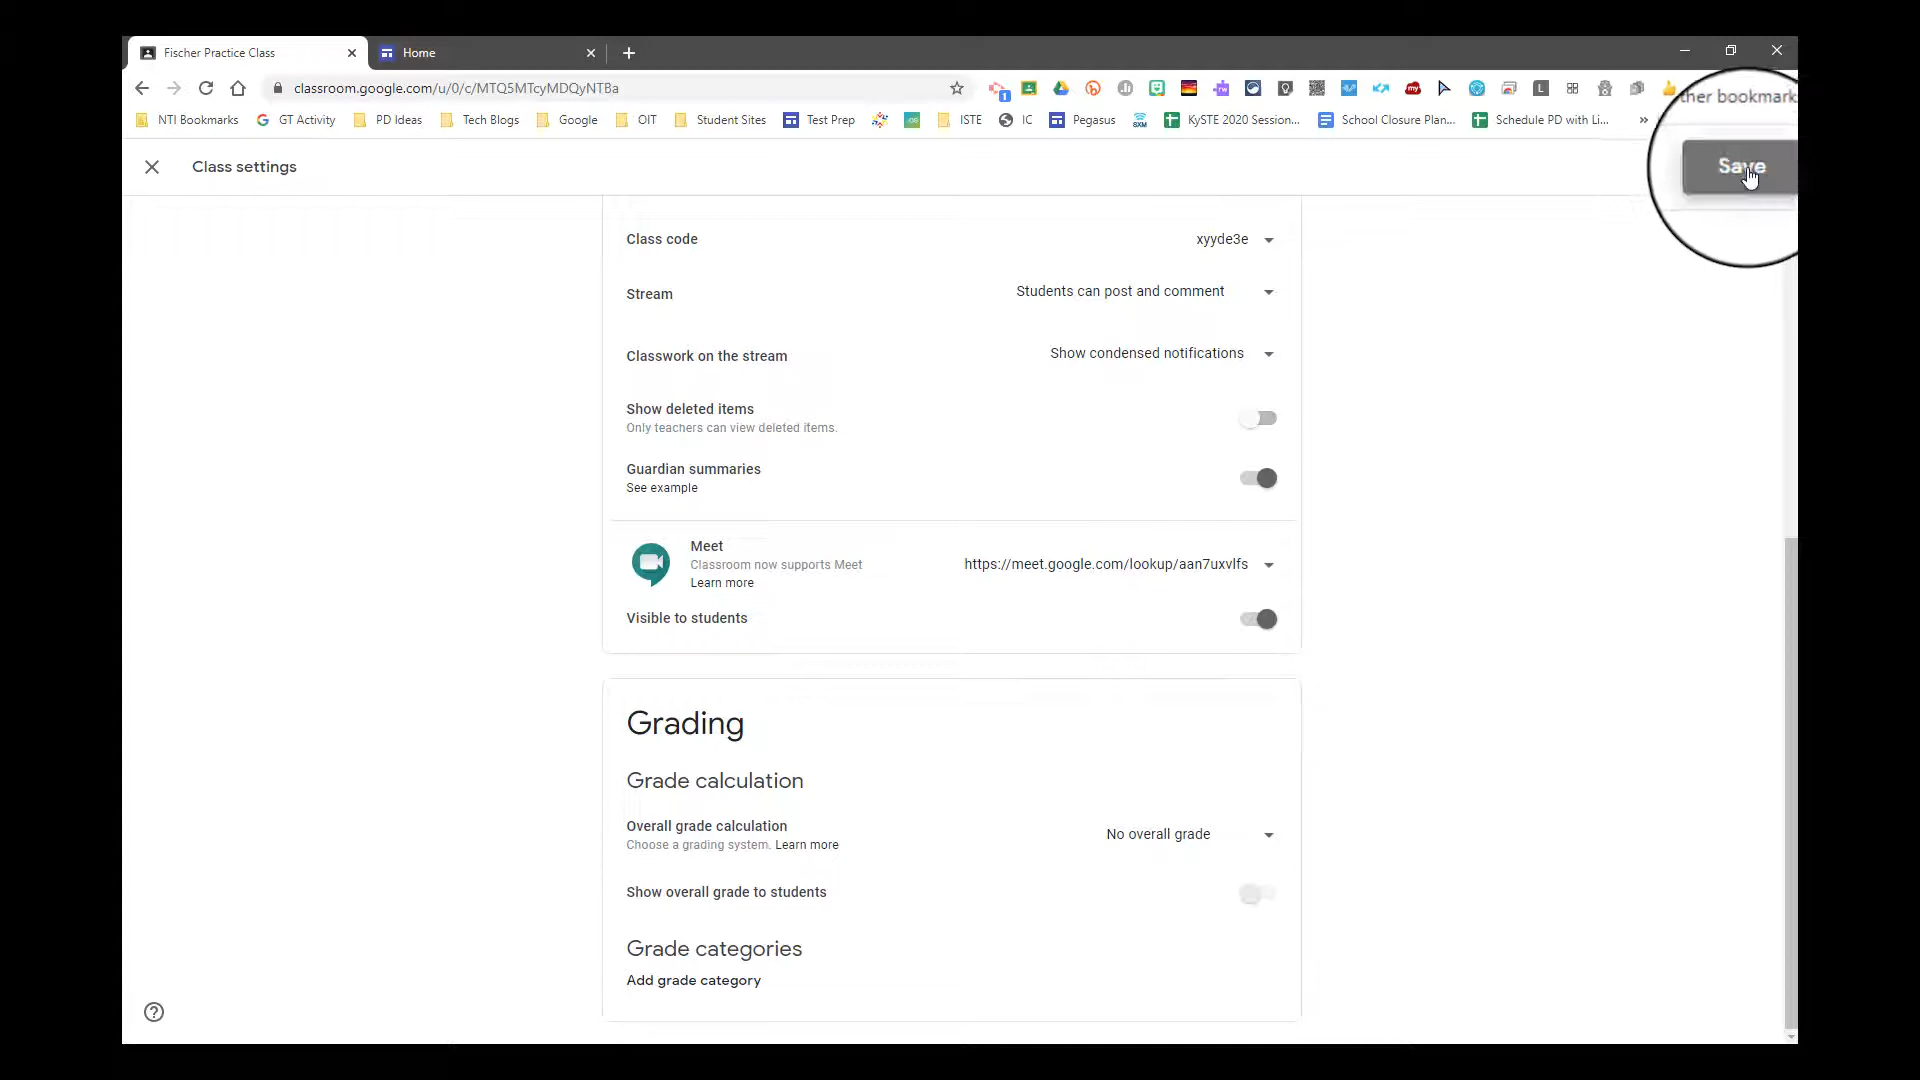 Fischer Practice Class
Home
classroom.google.com/u/0/c/MTQ5MTcyMDQyNTBa
NTI Bookmarks
GT Activity
PD Ideas
Tech Blogs
Google
OIT
Student Sites
Test Prep
ISTE
IC
Pegasus
KySTE 2020 Session...
School Closure Plan...
Schedule PD with Li...
»
ther bookmark
Class settings
Save
Class code
xyyde3e
Stream
Students can post and comment
Classwork on the stream
Show condensed notifications
Show deleted items
Only teachers can view deleted items.
Guardian summaries
See example
Meet
Classroom now supports Meet
Learn more
https://meet.google.com/lookup/aan7uxvlfs
Visible to students
Grading
Grade calculation
Overall grade calculation
Choose a grading system. Learn more
No overall grade
Show overall grade to students
Grade categories
Add grade category